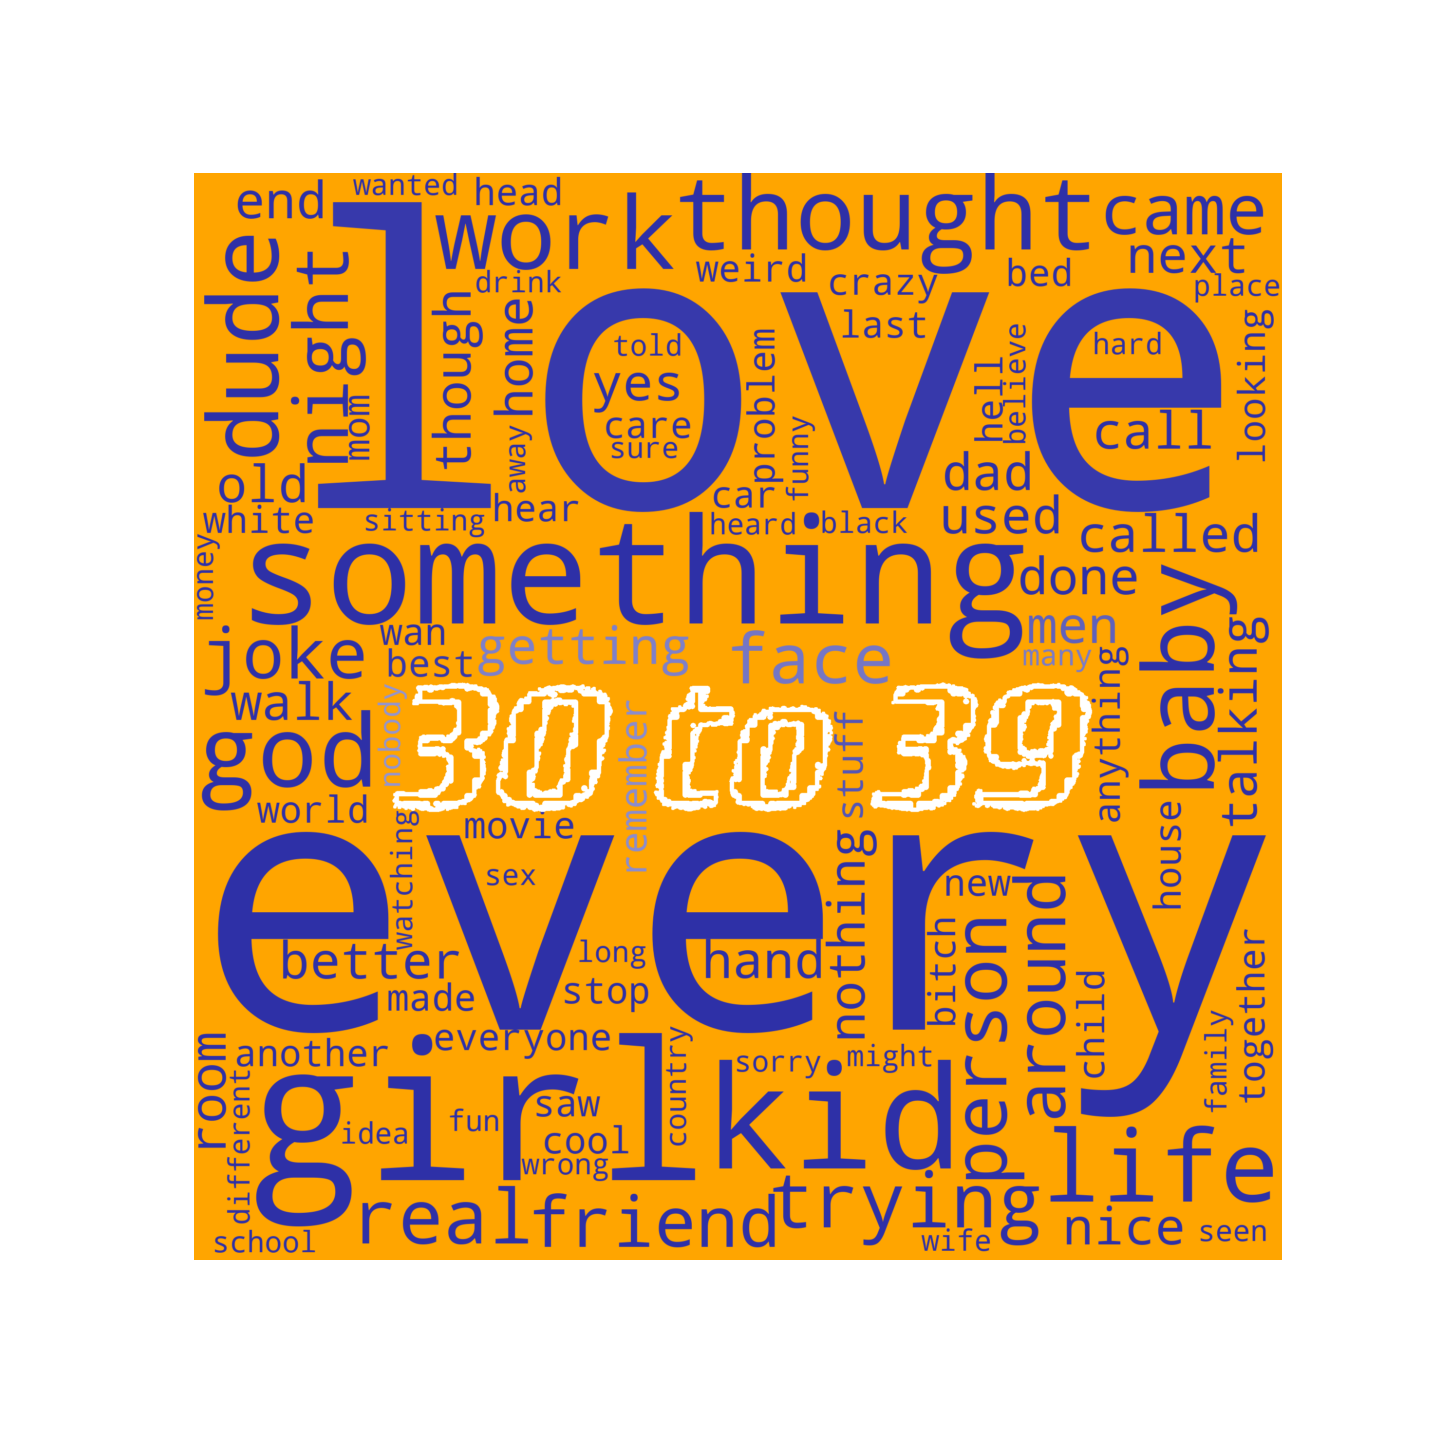 wanted
head
end
work
thought
came
next
weird
crazy
bed
place
drink
dude
night
love
though
home
last
told
yes
care
sure
problem
hell
believe
hard
looking
mom
away
funny
call
old
hear
car
dad
white
sitting
heard
black
used
called
money
something
done
joke
wan
best
getting
face
men
many
baby
talking
walk
nobody
god
30 to 39
remember
stuff
anything
world
movie
watching
sex
every
new
house
better
hand
long
made
stop
nothing
bitch
person
around
child
together
room
another
everyone
country
sorry
might
family
girl
kid
different
idea
fun
saw
cool
wrong
life
real
friend
trying
nice
seen
school
wife